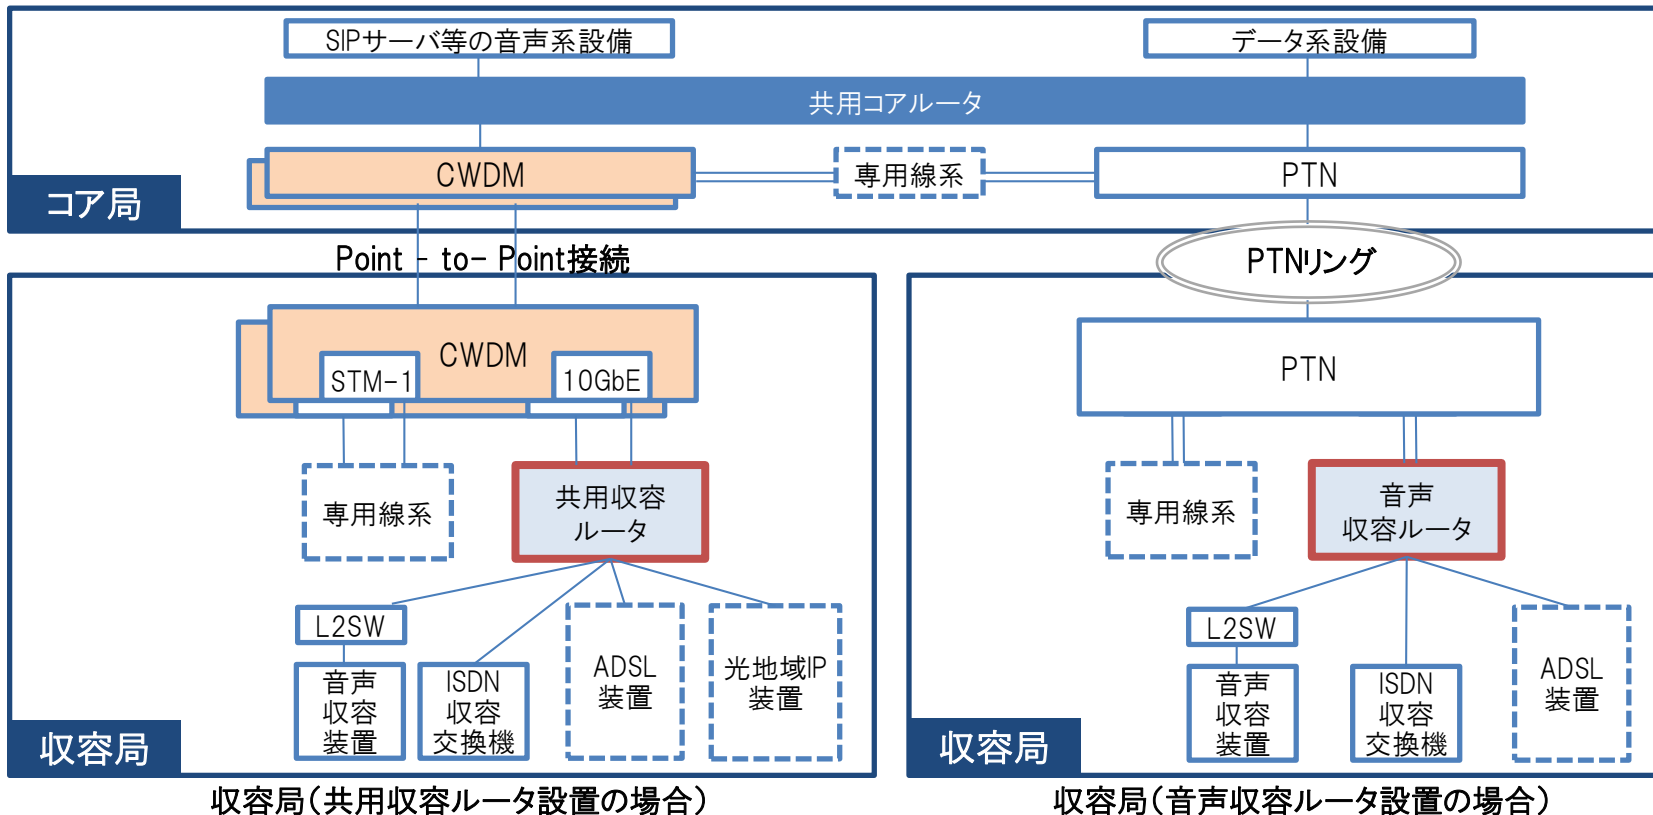 SIPサーバ等の音声系設備
データ系設備
共用コアルータ
CWDM
専用線系
PTN
コア局
Point - to- Point接続
PTNリング
CWDM
STM-1
10GbE
PTN
専用線系
共用収容
ルータ
専用線系
音声
収容ルータ
L2SW
音声
収容
装置
ISDN
収容
交換機
ADSL
装置
光地域IP
装置
L2SW
音声
収容
装置
ISDN
収容
交換機
ADSL
装置
収容局
収容局
収容局(共用収容ルータ設置の場合)
収容局(音声収容ルータ設置の場合)